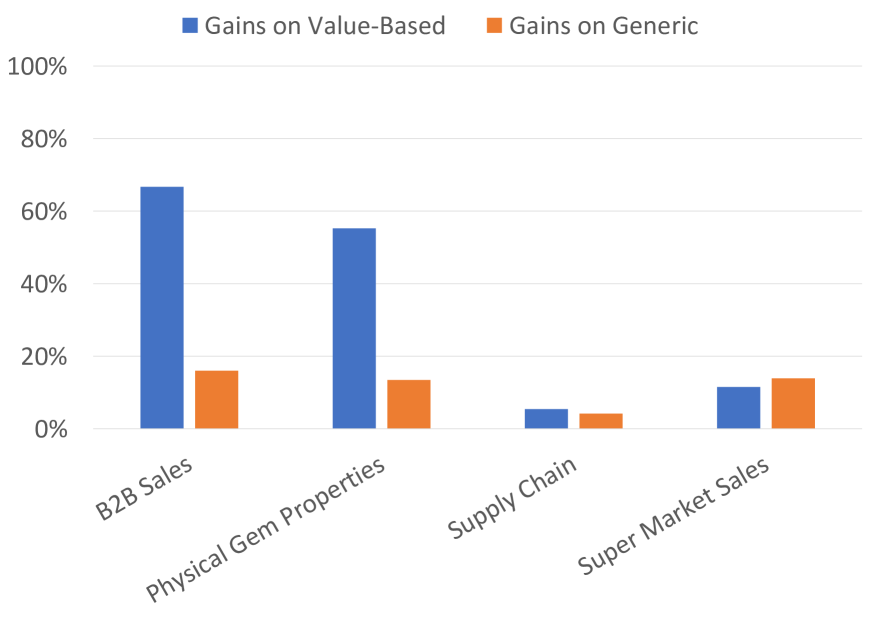 Gains on Value-Based Gains on Generic
100%
80%
60%
40%
20%
0%
B2B Sales
Physical Gem Properties
Supply Chain
Super Market Sales